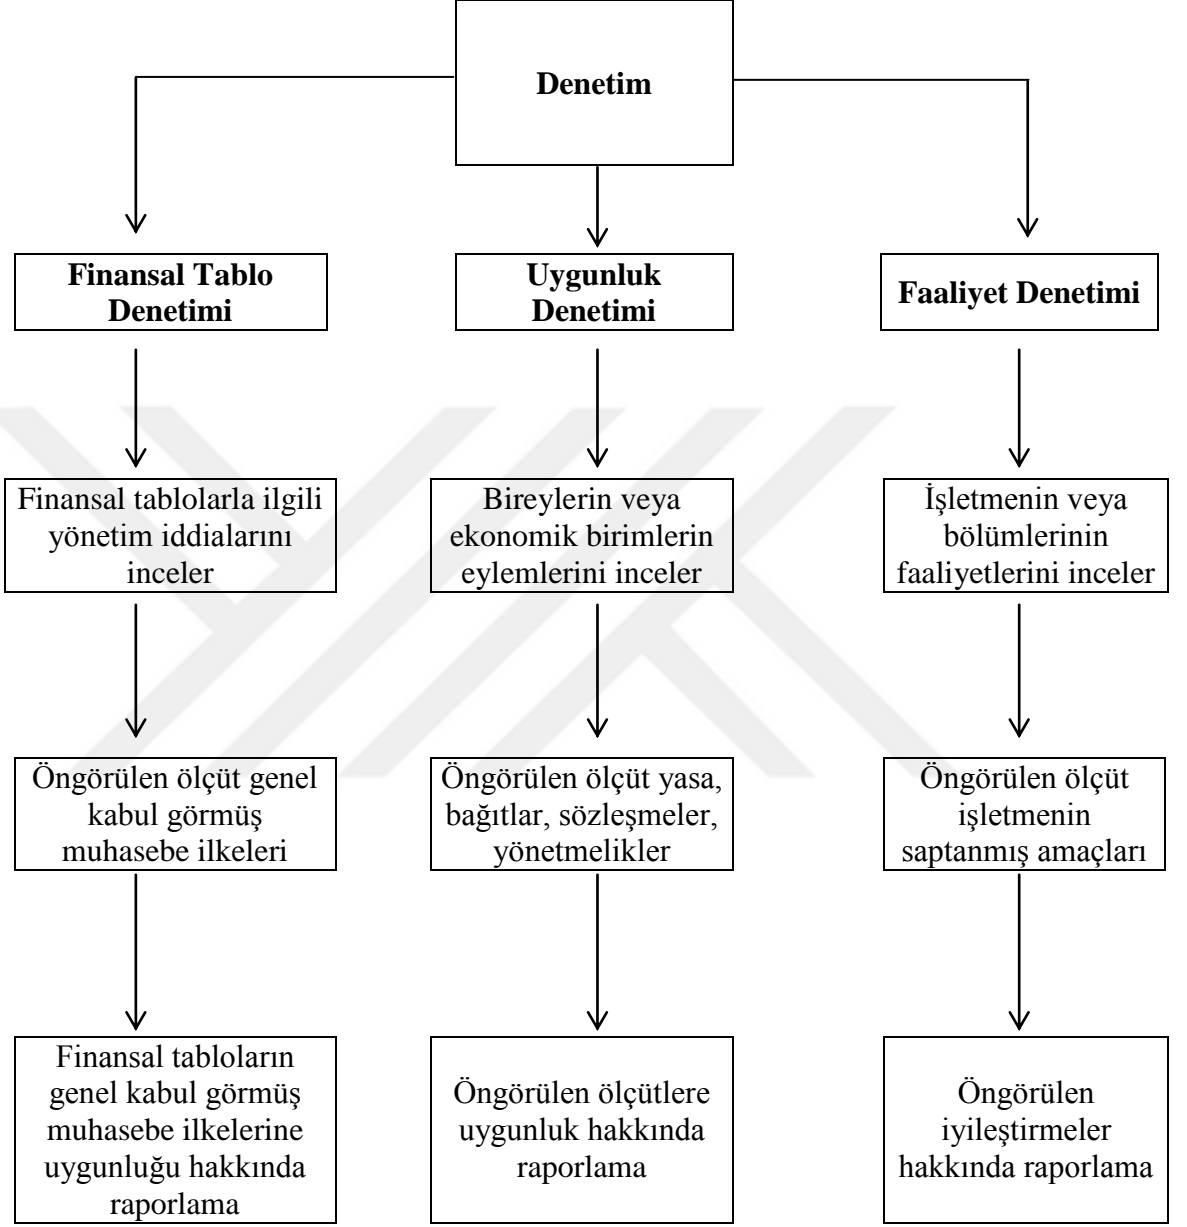 Denetim
Finansal Tablo
Denetimi
Uygunluk
Denetimi
Faaliyet Denetimi
Finansal tablolarla ilgili
yönetim iddialarını
inceler
Bireylerin veya
ekonomik birimlerin
eylemlerini inceler
İşletmenin veya
bölümlerinin
faaliyetlerini inceler
Öngörülen ölçüt genel
kabul görmüş
muhasebe ilkeleri
Öngörülen ölçüt yasa,
bağıtlar, sözleşmeler,
yönetmelikler
Öngörülen ölçüt
işletmenin
saptanmış amaçları
Finansal tabloların
genel kabul görmüş
muhasebe ilkelerine
uygunluğu hakkında
raporlama
Öngörülen ölçütlere
uygunluk hakkında
raporlama
Öngörülen
iyileştirmeler
hakkında raporlama